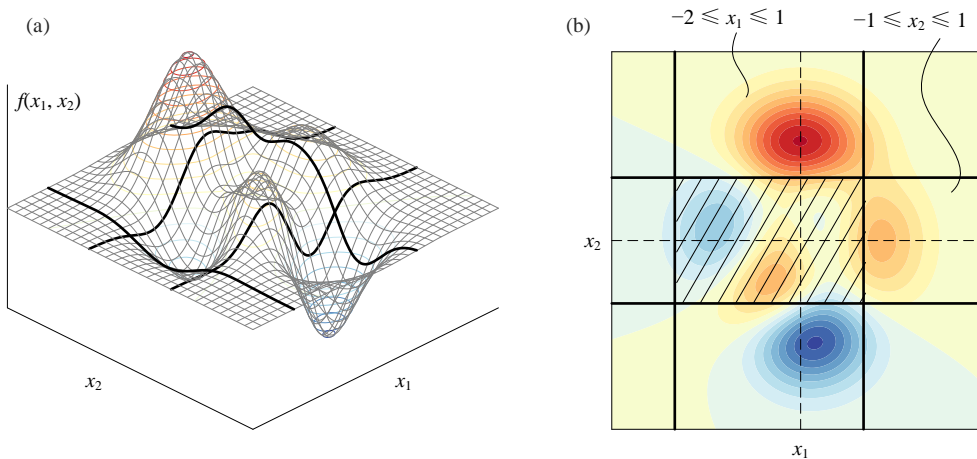 (a)
f(x₁, x₂)
x₂
x₁
(b)
−2 ⩽ x₁ ⩽ 1
−1 ⩽ x₂ ⩽ 1
x₂
x₁